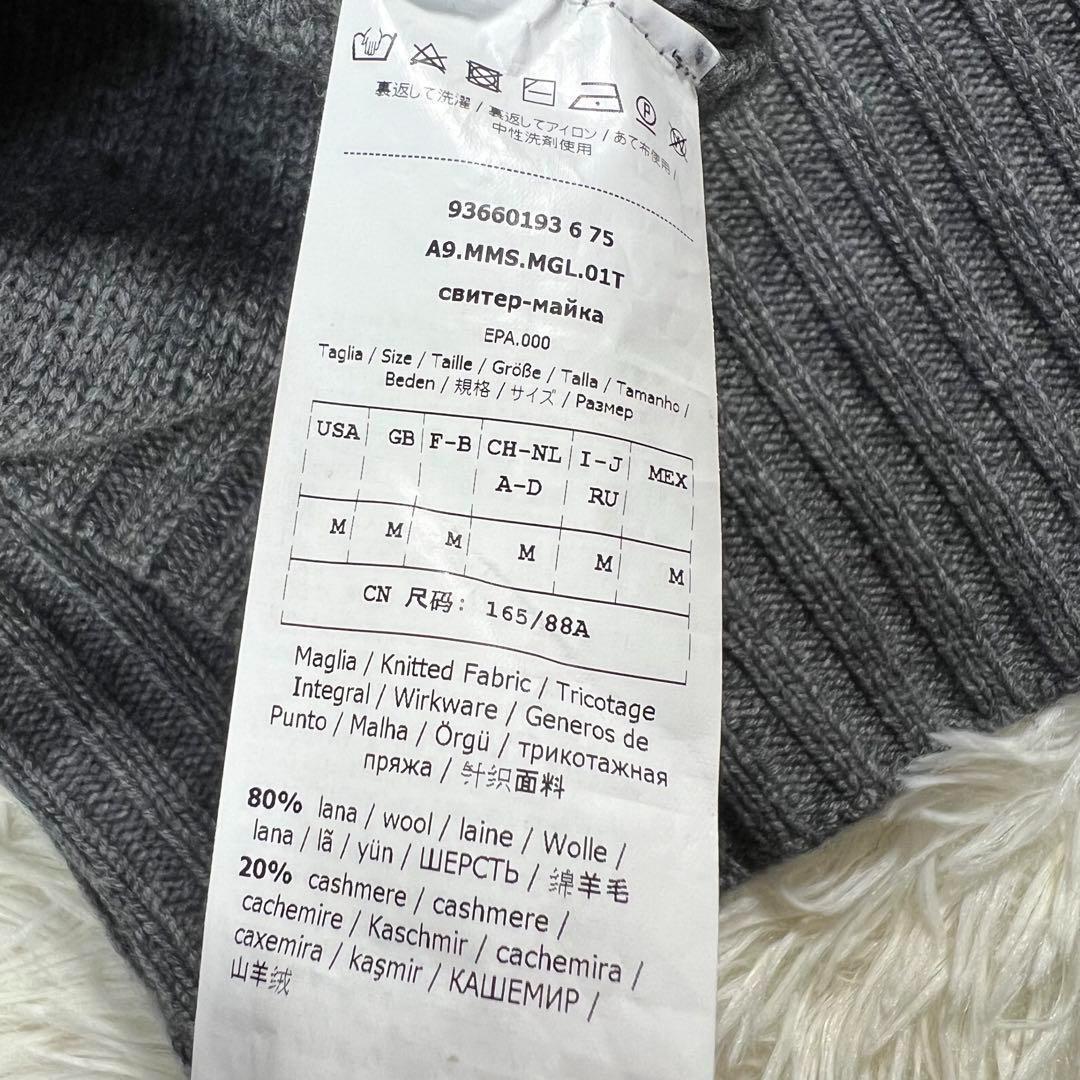 裏返して洗濯 / 裏返してアイロン / あて布使用 /
中性洗剤使用
93660193 6 75
A9.MMS.MGL.01T
свитер-майка
EPA.000
Taglia / Size / Taille / Größe / Talla / Tamanho /
Beden / 規格 / サイズ / Размер
USA GB F-B CH-NL I-J MEX
A-D RU
M M M M M M
CN 尺码: 165/88A
Maglia / Knitted Fabric / Tricotage
Integral / Wirkware / Generos de
Punto / Malha / Örgü / трикотажная
пряжа / 针织面料
80% lana / wool / laine / Wolle /
lana / lã / yün / ШЕРСТЬ / 绵羊毛
20% cashmere / cashmere /
cachemire / Kaschmir / cachemira /
caxemira / kaşmir / КАШЕМИР /
山羊绒